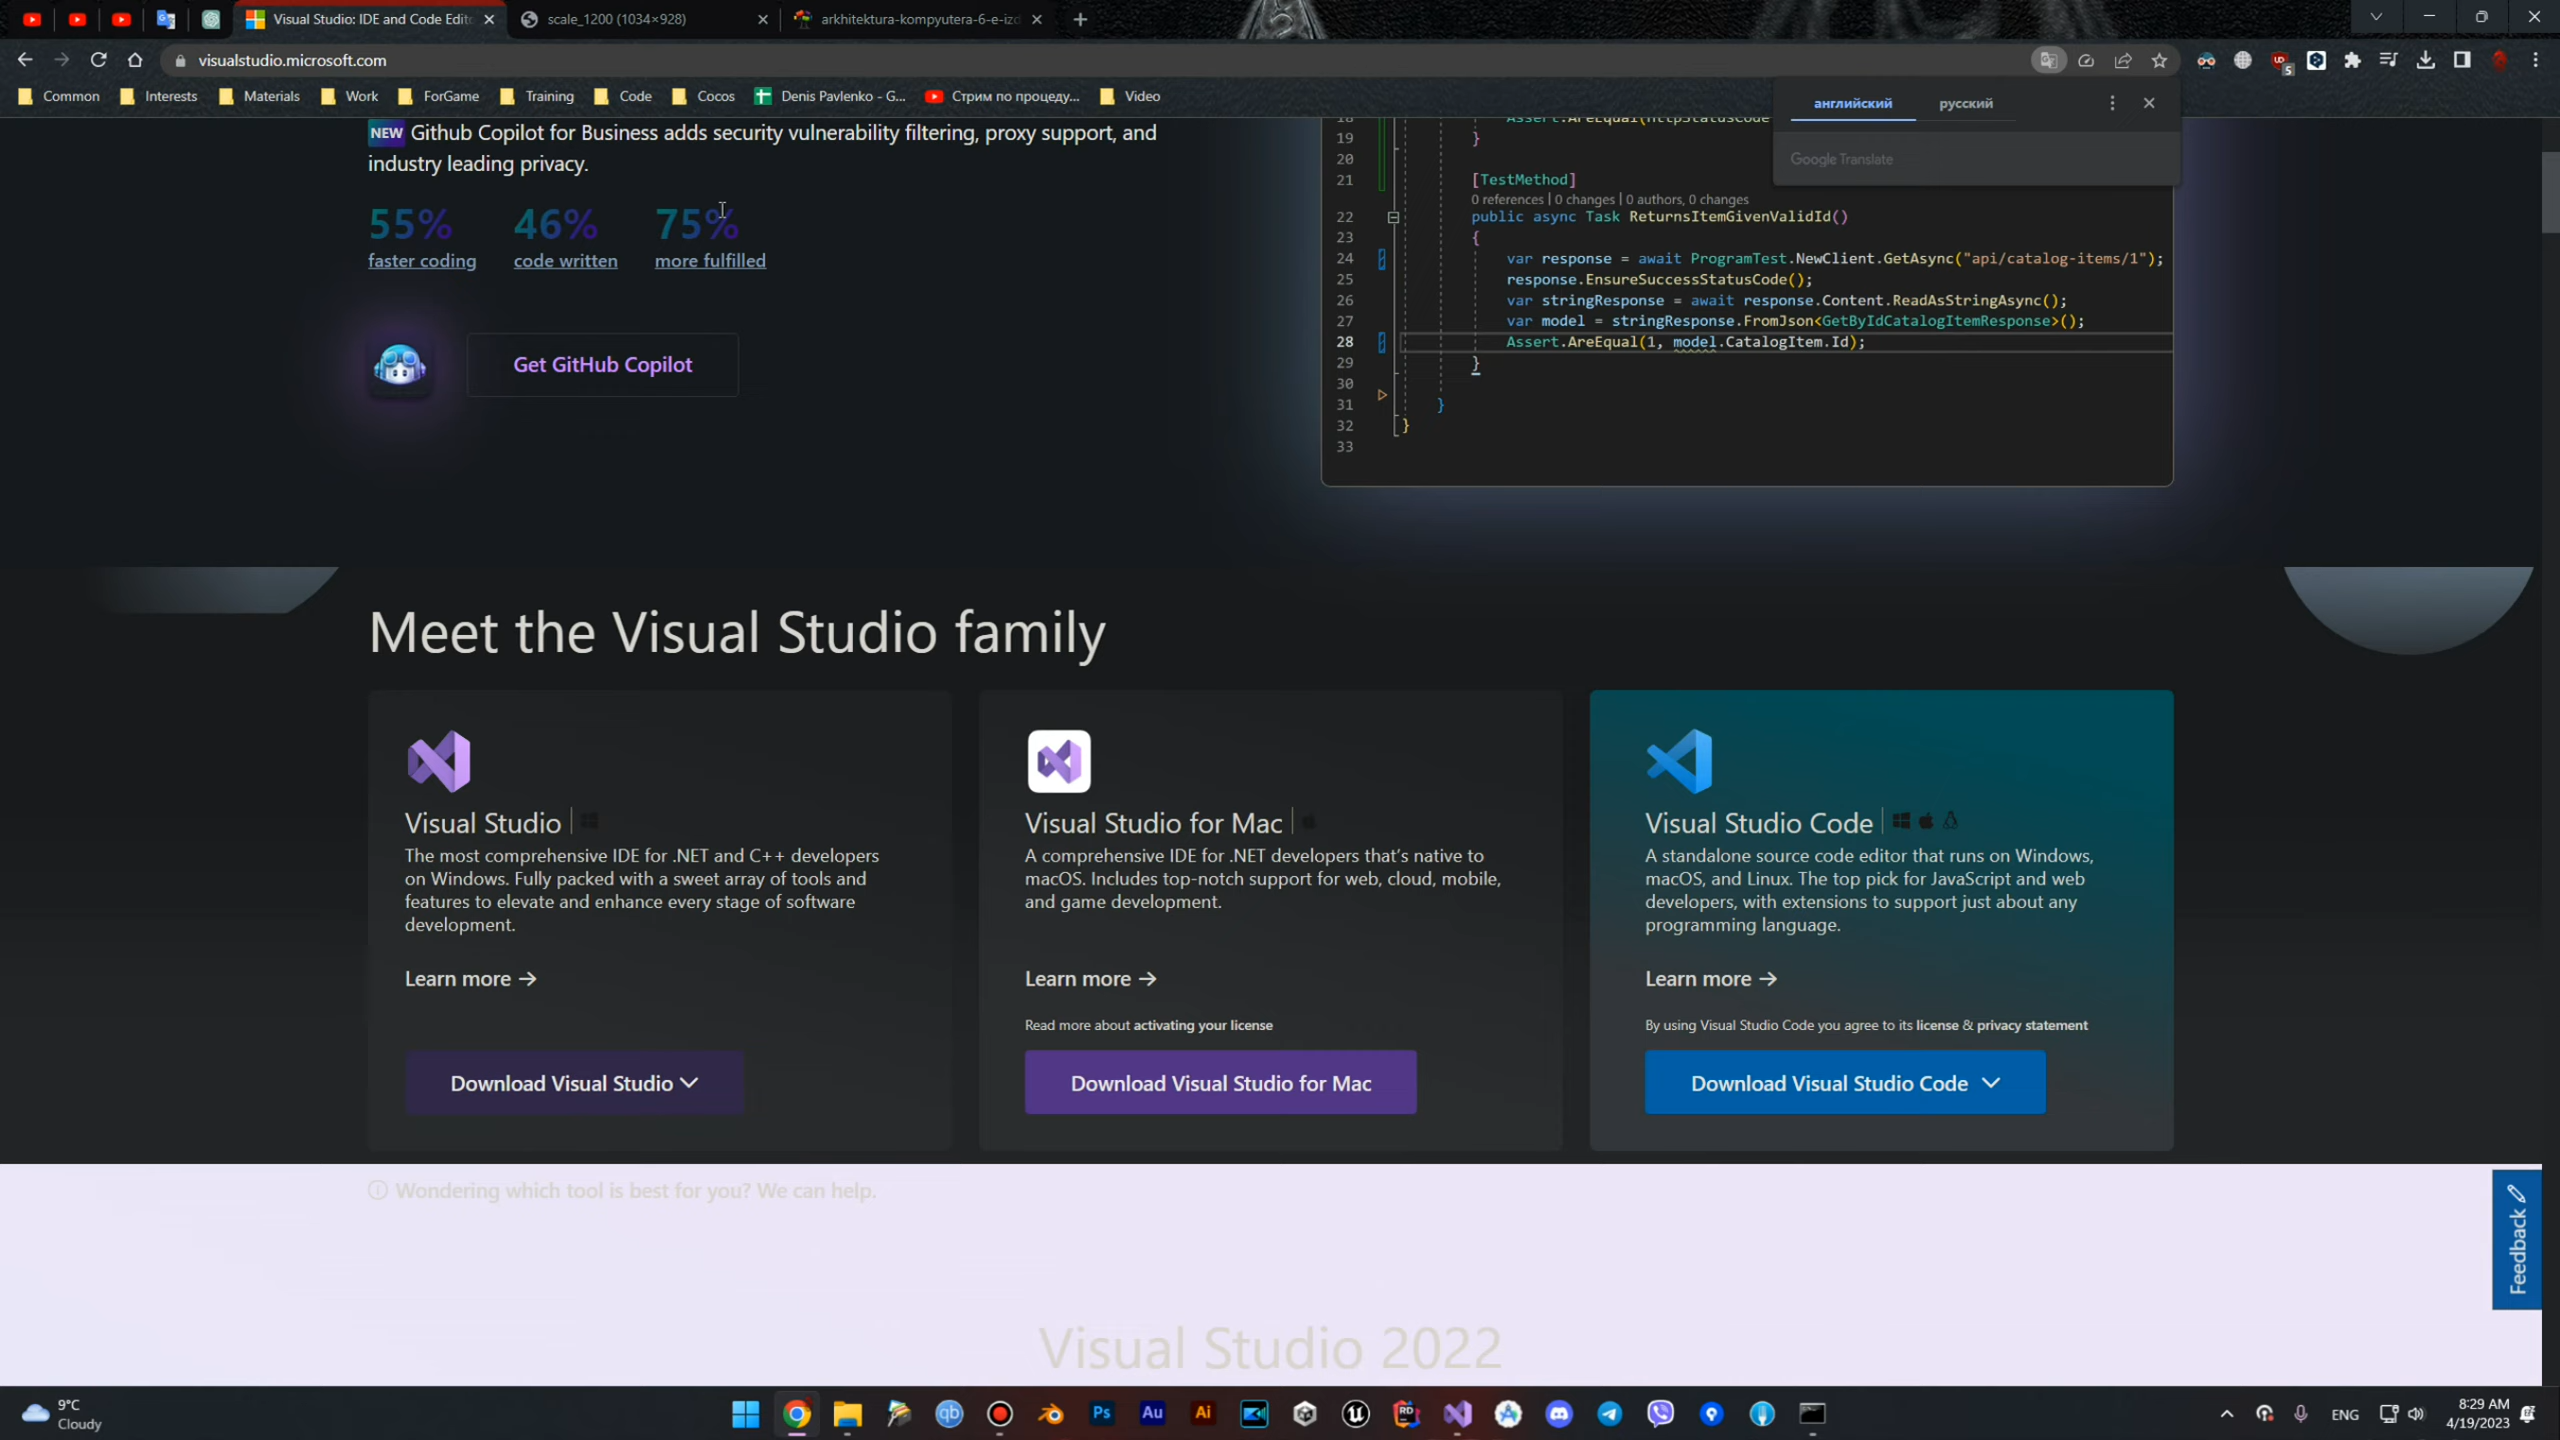 Visual Studio: IDE and Code Edit
scale_1200 (1034×928)
arkhitektura-kompyutera-6-e-izd
visualstudio.microsoft.com
Common
Interests
Materials
Work
ForGame
Training
Code
Cocos
Denis Pavlenko - G...
Стрим по процеду...
Video
английский
русский
Google Translate
NEW Github Copilot for Business adds security vulnerability filtering, proxy support, and
industry leading privacy.
55%
46%
75%
faster coding
code written
more fulfilled
Get GitHub Copilot
18
19 }
20
21 [TestMethod]
0 references | 0 changes | 0 authors, 0 changes
22 public async Task ReturnsItemGivenValidId()
23 {
24 var response = await ProgramTest.NewClient.GetAsync("api/catalog-items/1");
25 response.EnsureSuccessStatusCode();
26 var stringResponse = await response.Content.ReadAsStringAsync();
27 var model = stringResponse.FromJson<GetByIdCatalogItemResponse>();
28 Assert.AreEqual(1, model.CatalogItem.Id);
29 }
30
31 }
32 }
33
Meet the Visual Studio family
Visual Studio
The most comprehensive IDE for .NET and C++ developers
on Windows. Fully packed with a sweet array of tools and
features to elevate and enhance every stage of software
development.
Learn more →
Download Visual Studio
Visual Studio for Mac
A comprehensive IDE for .NET developers that's native to
macOS. Includes top-notch support for web, cloud, mobile,
and game development.
Learn more →
Read more about activating your license
Download Visual Studio for Mac
Visual Studio Code
A standalone source code editor that runs on Windows,
macOS, and Linux. The top pick for JavaScript and web
developers, with extensions to support just about any
programming language.
Learn more →
By using Visual Studio Code you agree to its license & privacy statement
Download Visual Studio Code
Wondering which tool is best for you? We can help.
Feedback
Visual Studio 2022
9°C
Cloudy
qb
Ps
Au
Ai
RD
ENG
8:29 AM
4/19/2023